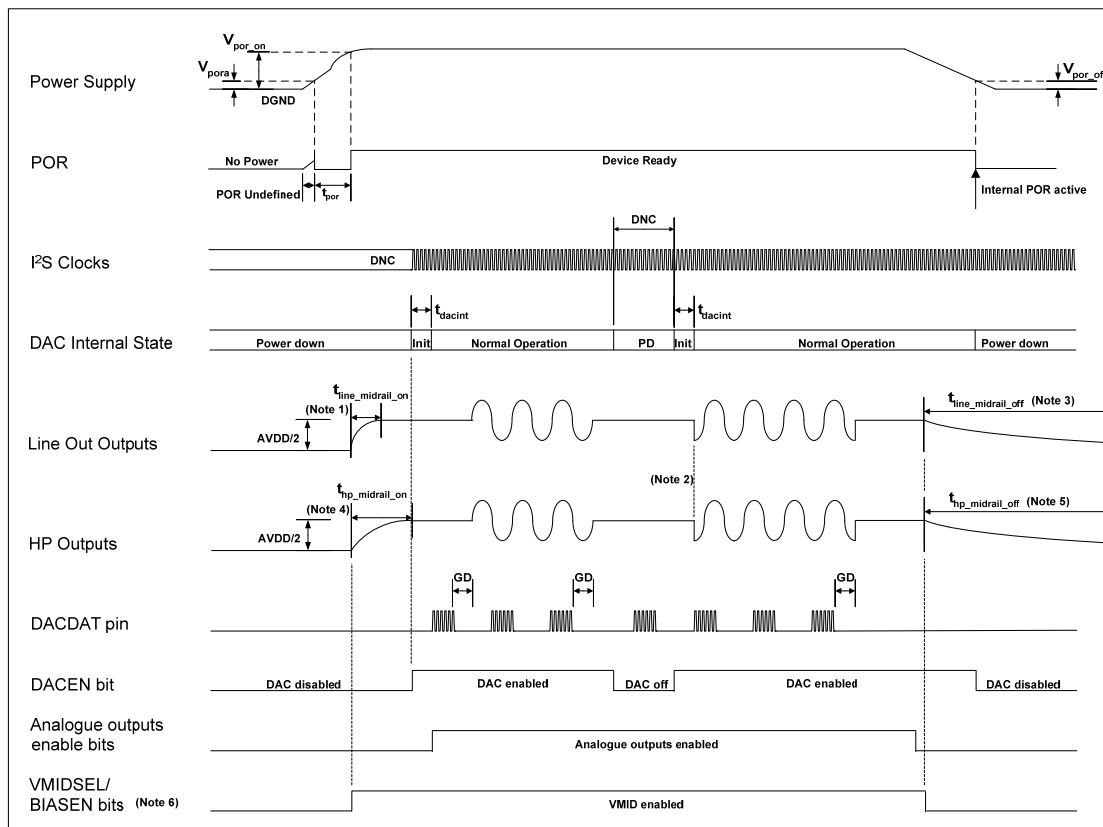 V_por_on
Power Supply
V_pora
DGND
V_por_off
POR
No Power
Device Ready
POR Undefined
t_por
Internal POR active
DNC
I²S Clocks
DNC
t_dacint
t_dacint
DAC Internal State
Power down
Init
Normal Operation
PD
Init
Normal Operation
Power down
t_line_midrail_on
(Note 1)
t_line_midrail_off (Note 3)
Line Out Outputs
AVDD/2
t_hp_midrail_on
(Note 2)
(Note 4)
t_hp_midrail_off (Note 5)
HP Outputs
AVDD/2
GD
GD
GD
DACDAT pin
DACEN bit
DAC disabled
DAC enabled
DAC off
DAC enabled
DAC disabled
Analogue outputs
enable bits
Analogue outputs enabled
VMIDSEL/
BIASEN bits (Note 6)
VMID enabled